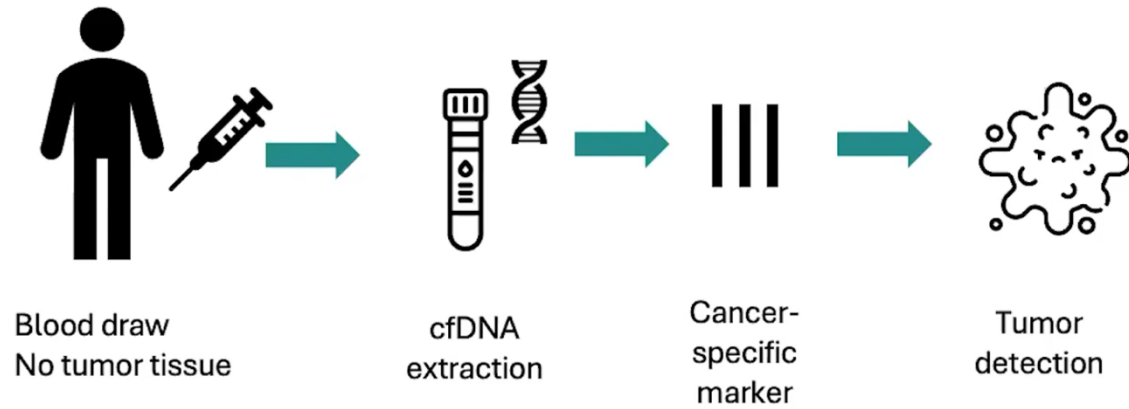 Blood draw
No tumor tissue
cfDNA
extraction
Cancer-
specific
marker
Tumor
detection